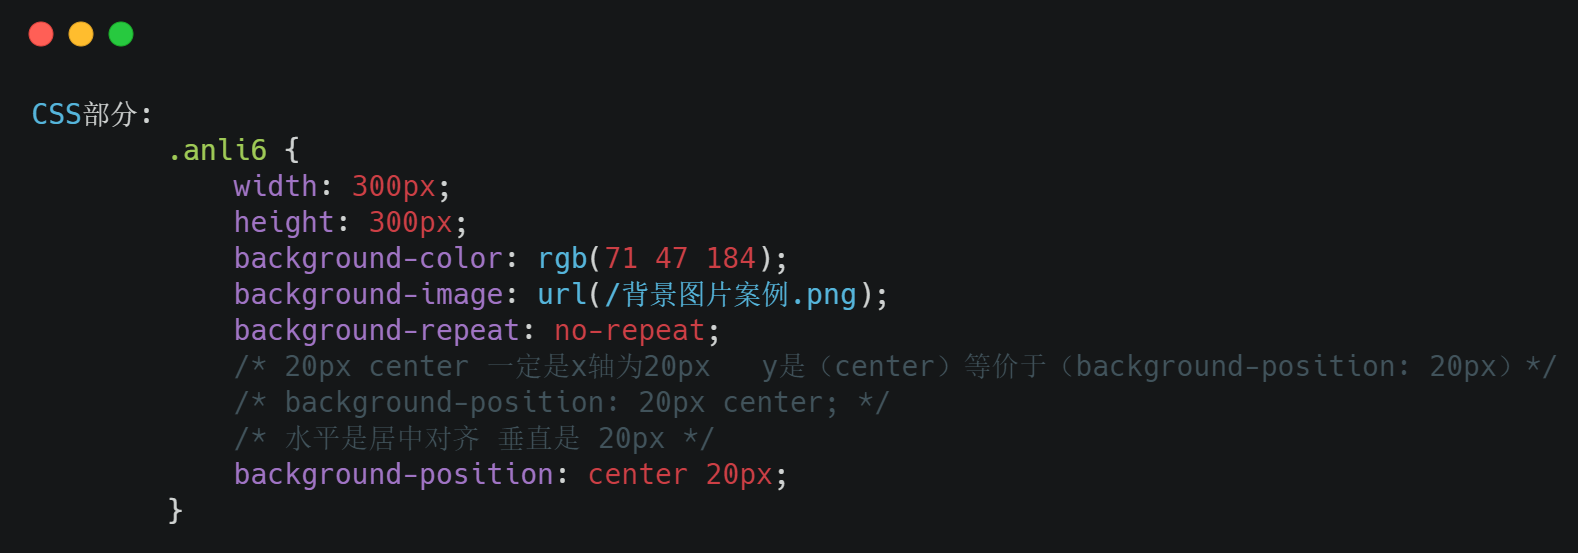 CSS部分:
.anli6 {
width: 300px;
height: 300px;
background-color: rgb(71 47 184);
background-image: url(/背景图片案例.png);
background-repeat: no-repeat;
/* 20px center 一定是x轴为20px   y是（center）等价于（background-position: 20px）*/
/* background-position: 20px center; */
/* 水平是居中对齐 垂直是 20px */
background-position: center 20px;
}